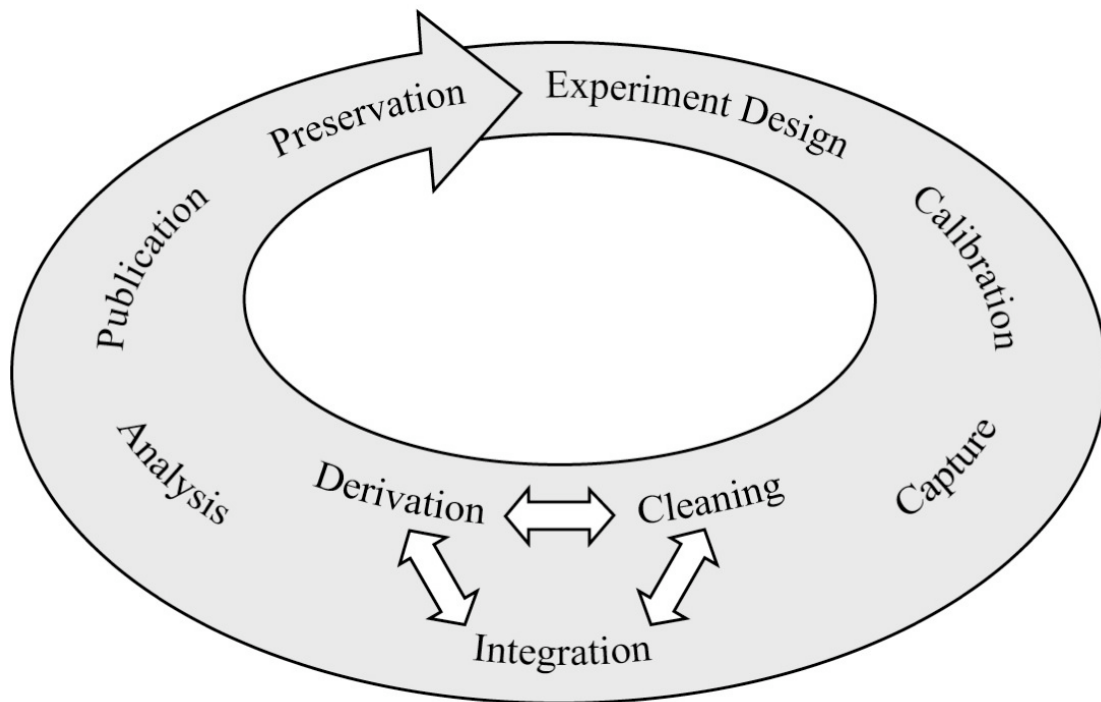 Experiment Design
Calibration
Capture
Cleaning
Integration
Derivation
Analysis
Publication
Preservation